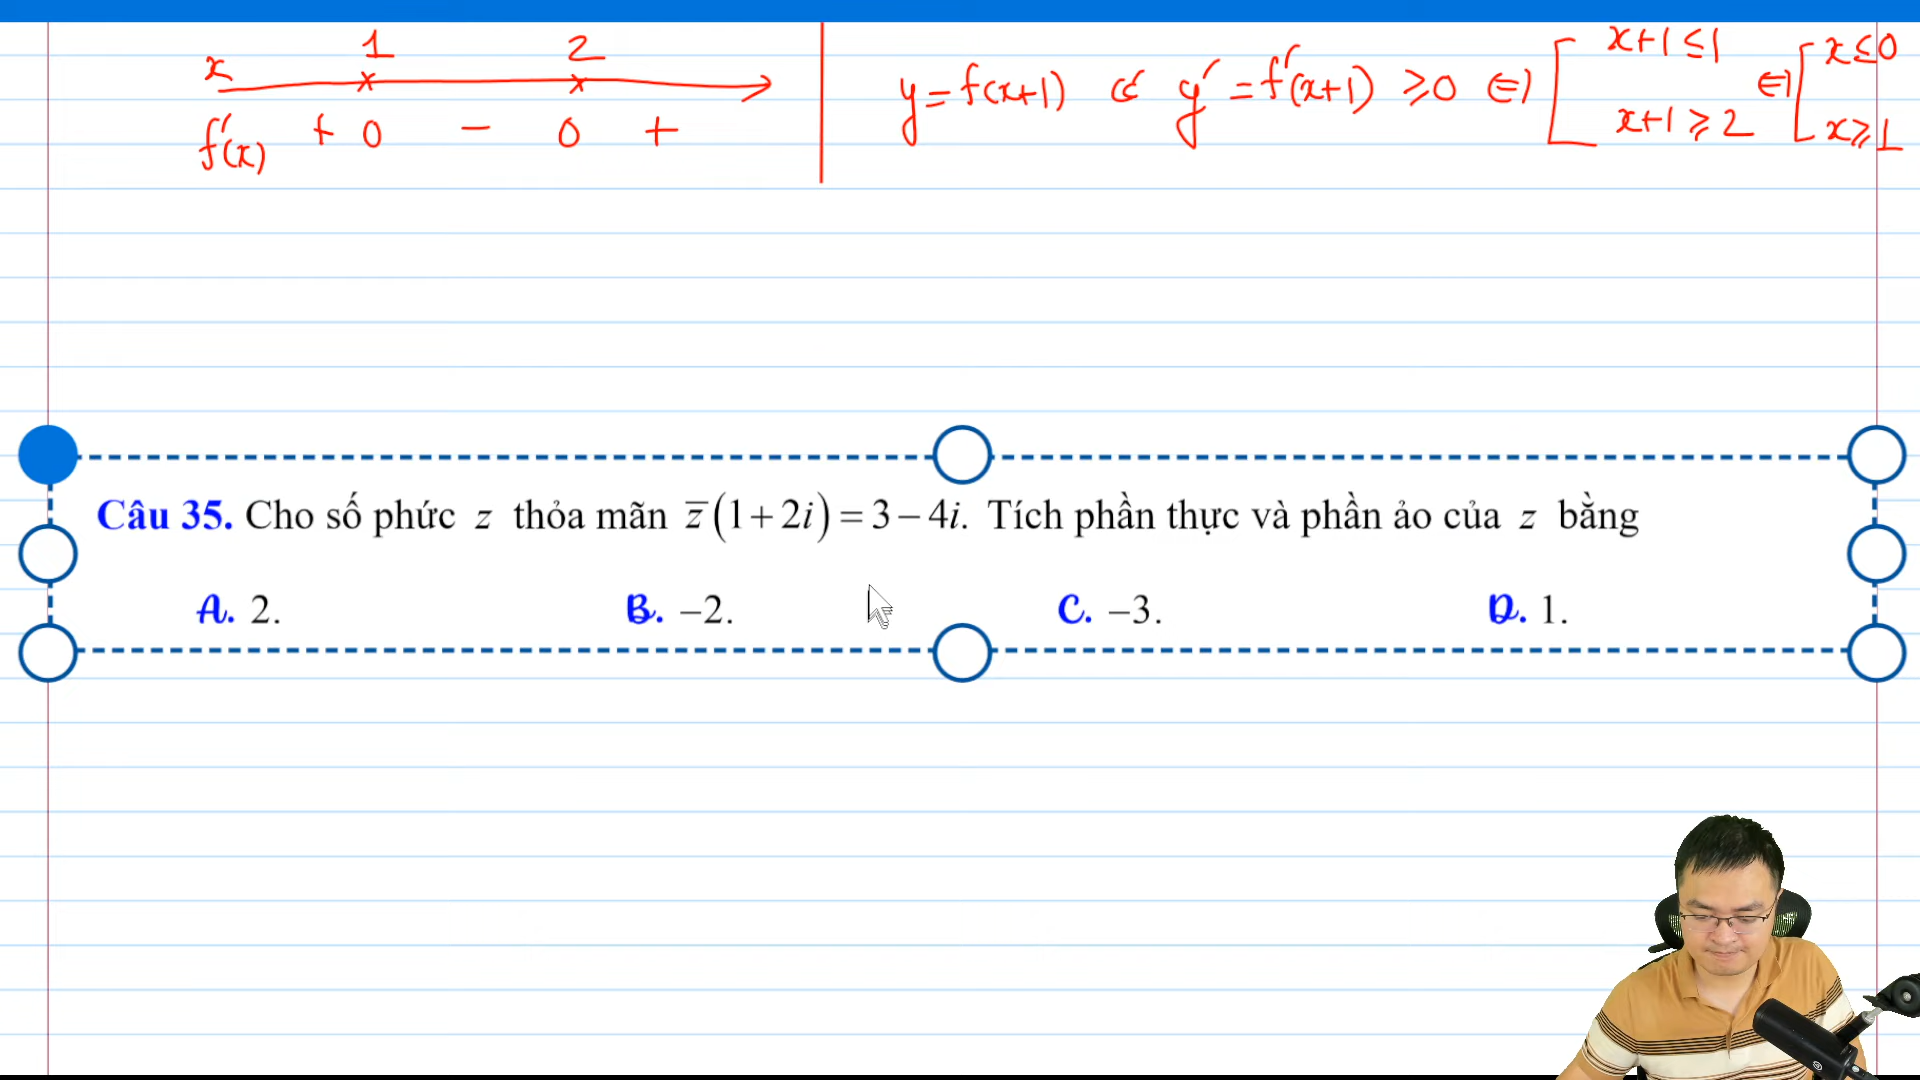 x 1 2
f'(x) + 0 − 0 +
y = f(x+1) có y' = f'(x+1) ⩾ 0 ⇔ [ x+1 ≤ 1 ⇔ [ x ≤ 0
x+1 ⩾ 2 x ⩾ 1
Câu 35. Cho số phức z thỏa mãn z̅(1+2i) = 3 − 4i. Tích phần thực và phần ảo của z bằng
A. 2. B. −2. C. −3. D. 1.